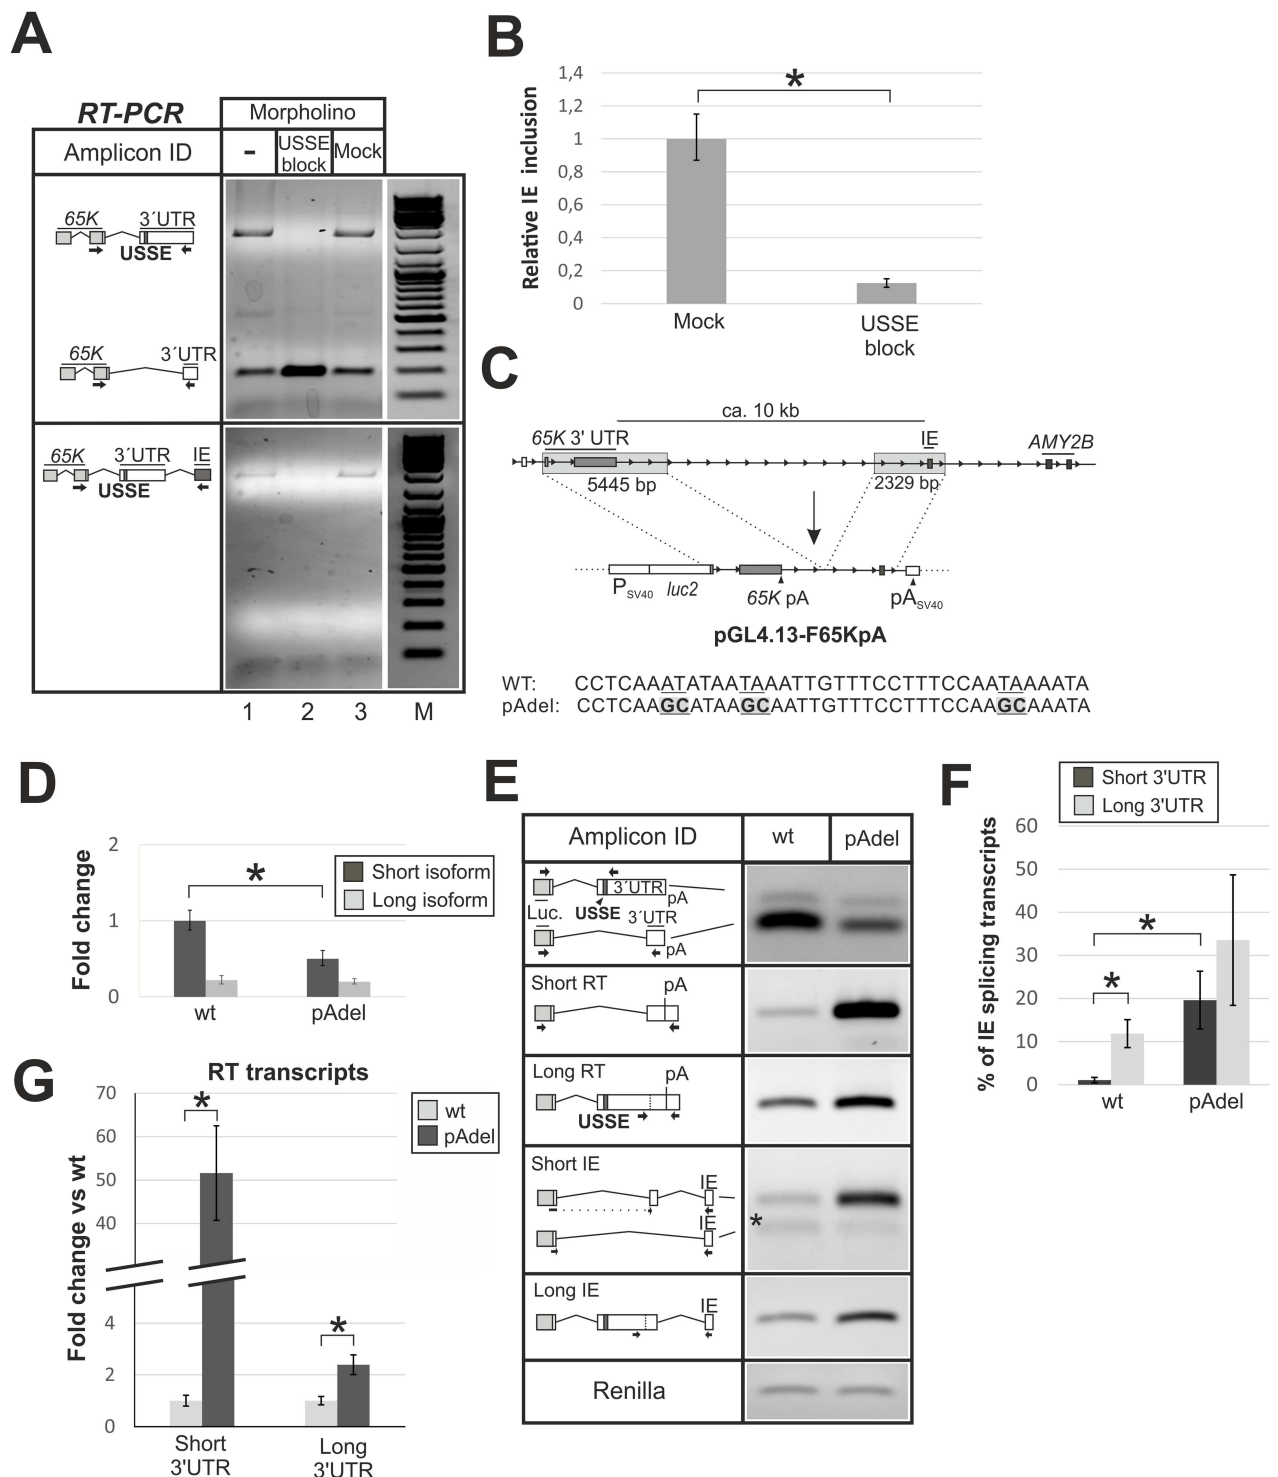 A
RT-PCR
Morpholino
Amplicon ID
-
USSE
block
Mock
65K
3´UTR
USSE
65K
3´UTR
65K
3´UTR
IE
USSE
1
2
3
M
B
Relative IE inclusion
1,4
1,2
1
0,8
0,6
0,4
0,2
0
*
Mock
USSE
block
C
ca. 10 kb
65K 3' UTR
IE
AMY2B
5445 bp
2329 bp
PSV40
luc2
65K pA
pASV40
pGL4.13-F65KpA
WT: CCTCAAATATAATAAATTGTTTCCTTTCCAATAAAATA
pAdel: CCTCAAGCATAAGCAATTGTTTCCTTTCCAAGCAAATA
D
Fold change
2
1
0
*
Short isoform
Long isoform
wt
pAdel
E
Amplicon ID
wt
pAdel
3´UTR
pA
Luc.
USSE
3´UTR
pA
Short RT
pA
Long RT
pA
USSE
Short IE
IE
IE
*
Long IE
IE
Renilla
F
Short 3'UTR
Long 3'UTR
% of IE splicing transcripts
60
50
40
30
20
10
0
*
*
wt
pAdel
G
RT transcripts
Fold change vs wt
70
60
50
40
4
2
0
*
*
wt
pAdel
Short
3'UTR
Long
3'UTR